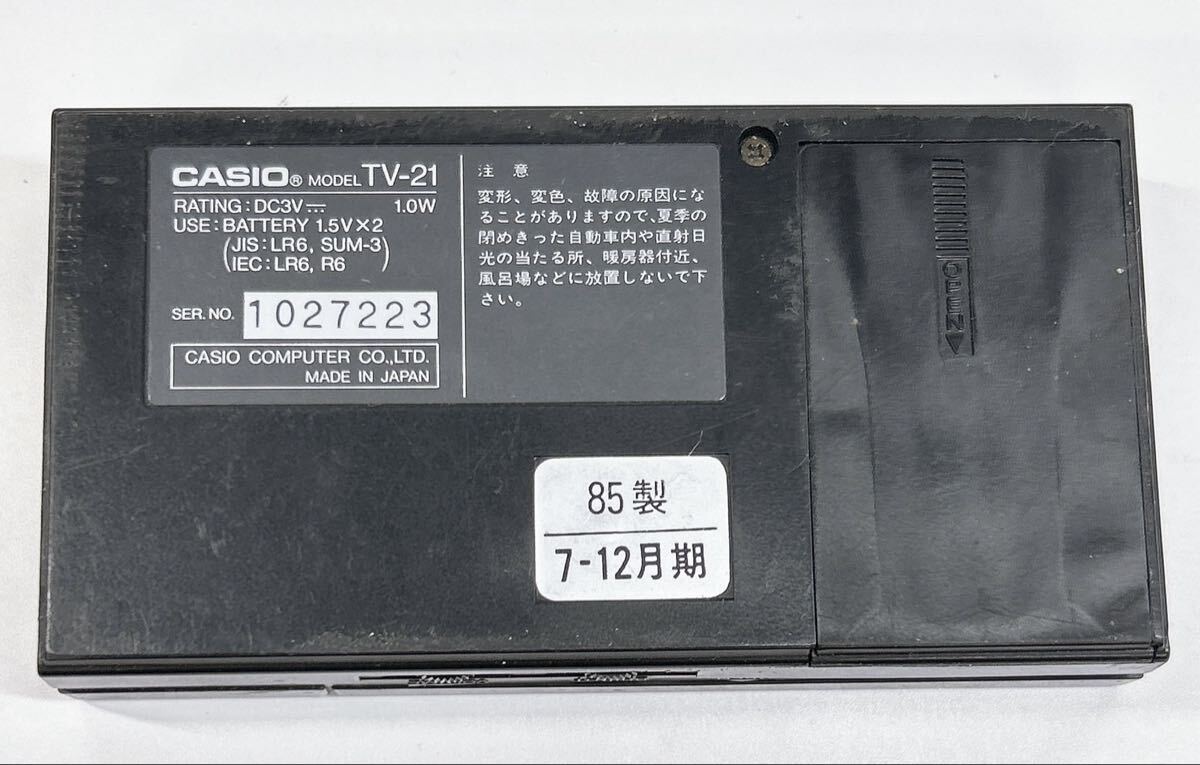 CASIO® MODEL TV-21
RATING: DC3V⎓ 1.0W
USE: BATTERY 1.5V×2
(JIS: LR6, SUM-3)
(IEC: LR6, R6)
SER. NO. 1027223
CASIO COMPUTER CO.,LTD.
MADE IN JAPAN
注 意
変形、変色、故障の原因にな
ることがありますので、夏季の
閉めきった自動車内や直射日
光の当たる所、暖房器付近、
風呂場などに放置しないで下
さい。
OPEN
85製
7-12月期